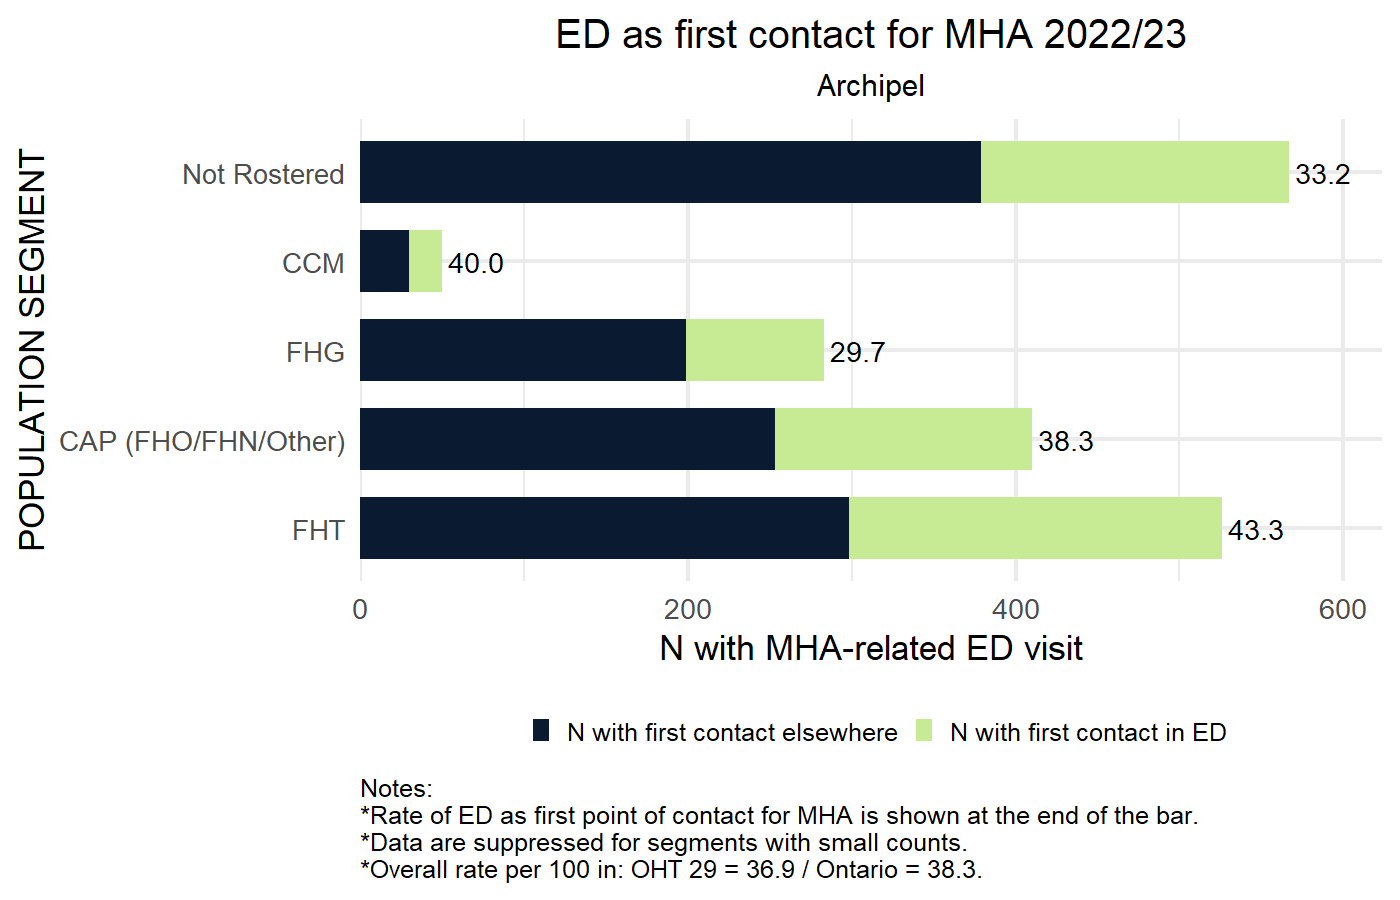 ED as first contact for MHA 2022/23
Archipel
POPULATION SEGMENT
Not Rostered
33.2
CCM
40.0
FHG
29.7
CAP (FHO/FHN/Other)
38.3
FHT
43.3
0 200 400 600
N with MHA-related ED visit
N with first contact elsewhere N with first contact in ED
Notes:
*Rate of ED as first point of contact for MHA is shown at the end of the bar.
*Data are suppressed for segments with small counts.
*Overall rate per 100 in: OHT 29 = 36.9 / Ontario = 38.3.